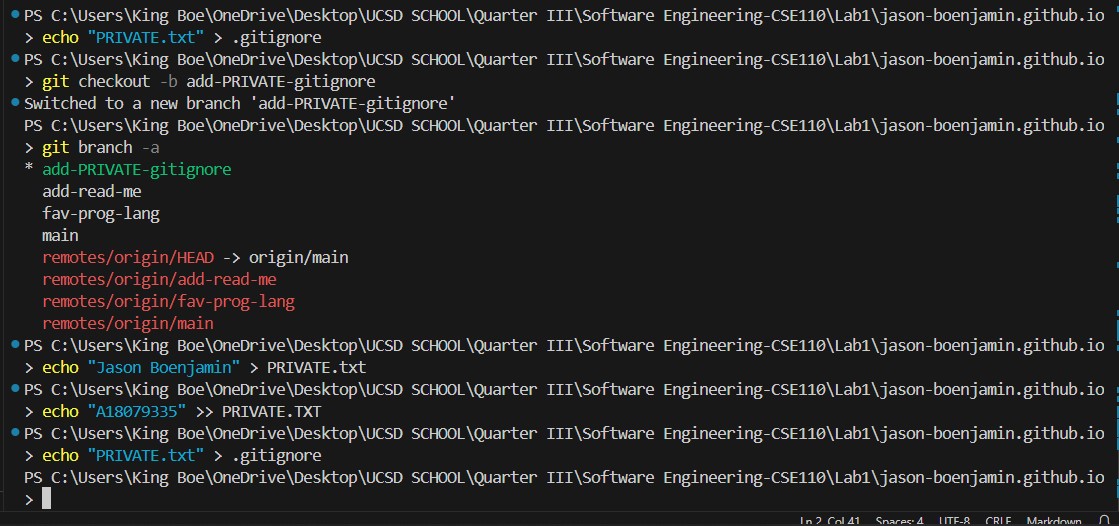 PS C:\Users\King Boe\OneDrive\Desktop\UCSD SCHOOL\Quarter III\Software Engineering-CSE110\Lab1\jason-boenjamin.github.io
> echo "PRIVATE.txt" > .gitignore
PS C:\Users\King Boe\OneDrive\Desktop\UCSD SCHOOL\Quarter III\Software Engineering-CSE110\Lab1\jason-boenjamin.github.io
> git checkout -b add-PRIVATE-gitignore
Switched to a new branch 'add-PRIVATE-gitignore'
PS C:\Users\King Boe\OneDrive\Desktop\UCSD SCHOOL\Quarter III\Software Engineering-CSE110\Lab1\jason-boenjamin.github.io
> git branch -a
* add-PRIVATE-gitignore
add-read-me
fav-prog-lang
main
remotes/origin/HEAD -> origin/main
remotes/origin/add-read-me
remotes/origin/fav-prog-lang
remotes/origin/main
PS C:\Users\King Boe\OneDrive\Desktop\UCSD SCHOOL\Quarter III\Software Engineering-CSE110\Lab1\jason-boenjamin.github.io
> echo "Jason Boenjamin" > PRIVATE.txt
PS C:\Users\King Boe\OneDrive\Desktop\UCSD SCHOOL\Quarter III\Software Engineering-CSE110\Lab1\jason-boenjamin.github.io
> echo "A18079335" >> PRIVATE.TXT
PS C:\Users\King Boe\OneDrive\Desktop\UCSD SCHOOL\Quarter III\Software Engineering-CSE110\Lab1\jason-boenjamin.github.io
> echo "PRIVATE.txt" > .gitignore
PS C:\Users\King Boe\OneDrive\Desktop\UCSD SCHOOL\Quarter III\Software Engineering-CSE110\Lab1\jason-boenjamin.github.io
>
Ln 2, Col 41 Spaces: 4 UTF-8 CRLF Markdown